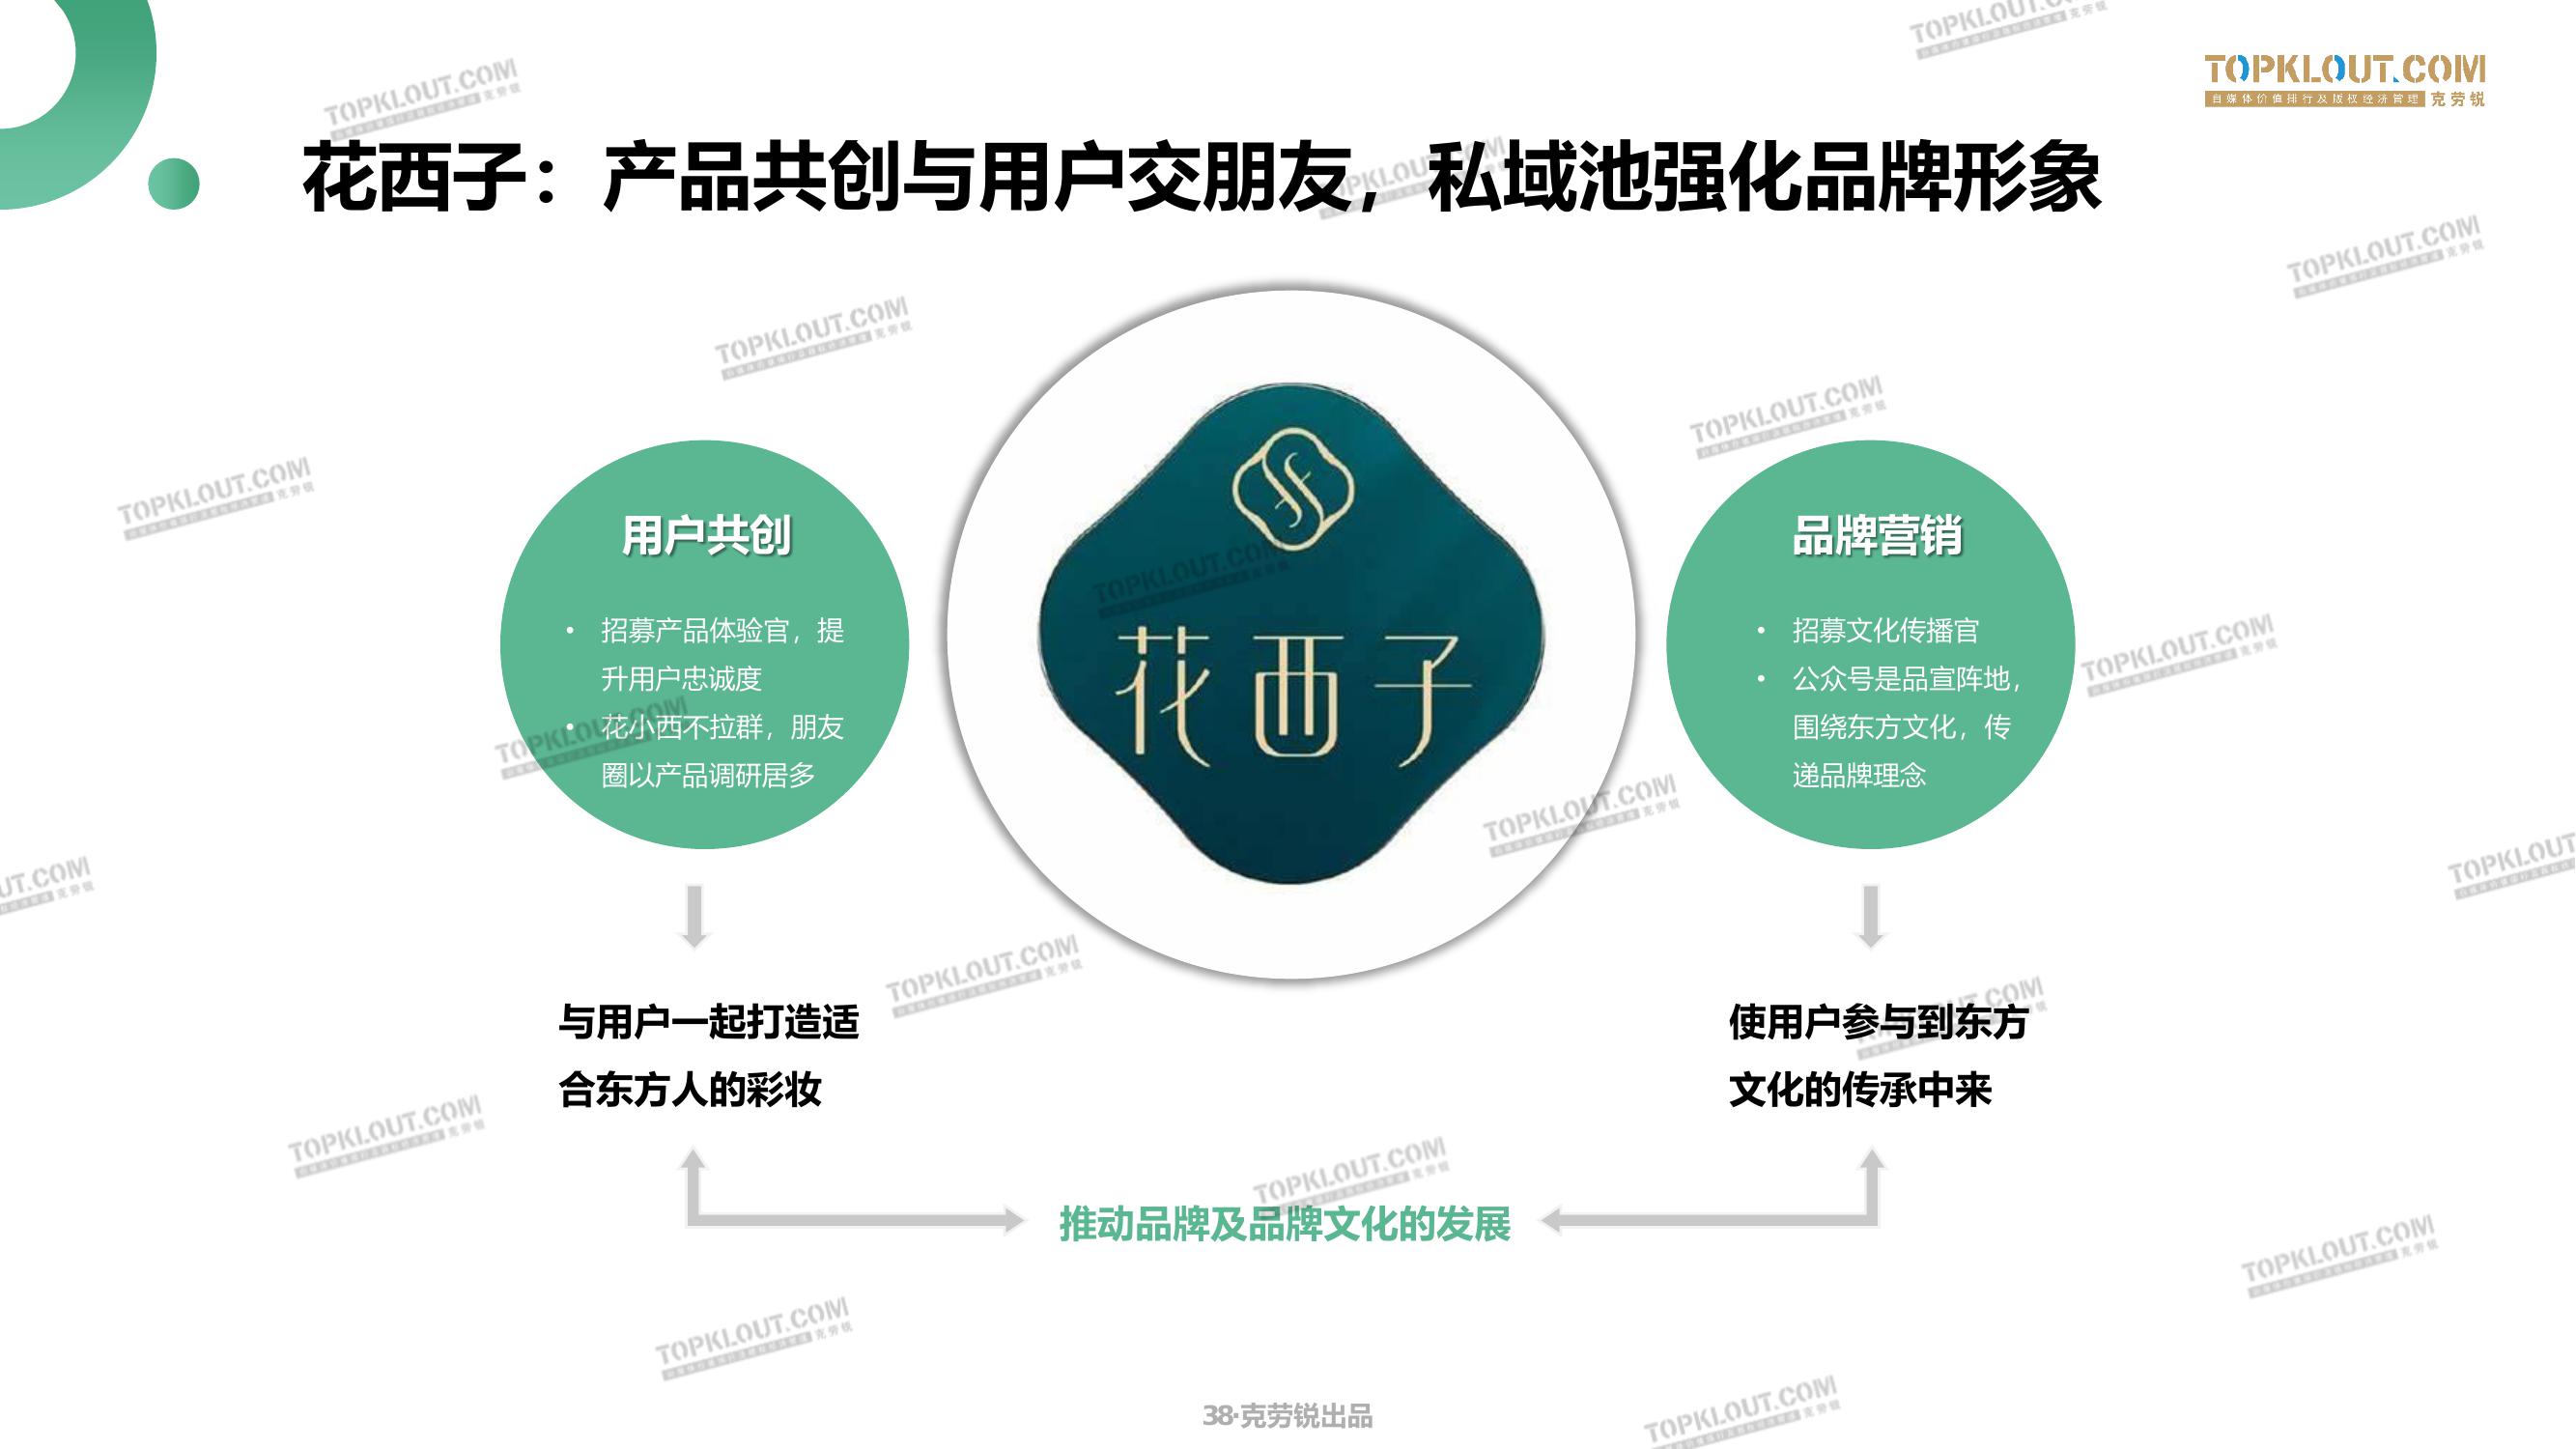 TOPKLOUT.COM
自媒体价值排行及版权经济管理 克劳锐
花西子：产品共创与用户交朋友，私域池强化品牌形象
用户共创
• 招募产品体验官，提
升用户忠诚度
• 花小西不拉群，朋友
圈以产品调研居多
花西子
品牌营销
• 招募文化传播官
• 公众号是品宣阵地，
围绕东方文化，传
递品牌理念
与用户一起打造适
合东方人的彩妆
使用户参与到东方
文化的传承中来
推动品牌及品牌文化的发展
38·克劳锐出品